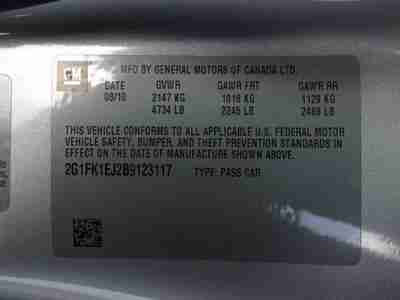 GM MFD BY GENERAL MOTORS OF CANADA LTD.
DATE GVWR GAWR FRT GAWR RR
08/10 2147 KG 1018 KG 1129 KG
4734 LB 2245 LB 2489 LB
THIS VEHICLE CONFORMS TO ALL APPLICABLE U.S. FEDERAL MOTOR
VEHICLE SAFETY, BUMPER, AND THEFT PREVENTION STANDARDS
IN EFFECT ON THE DATE OF MANUFACTURE SHOWN ABOVE.
2G1FK1EJ2B9123117 TYPE: PASS CAR